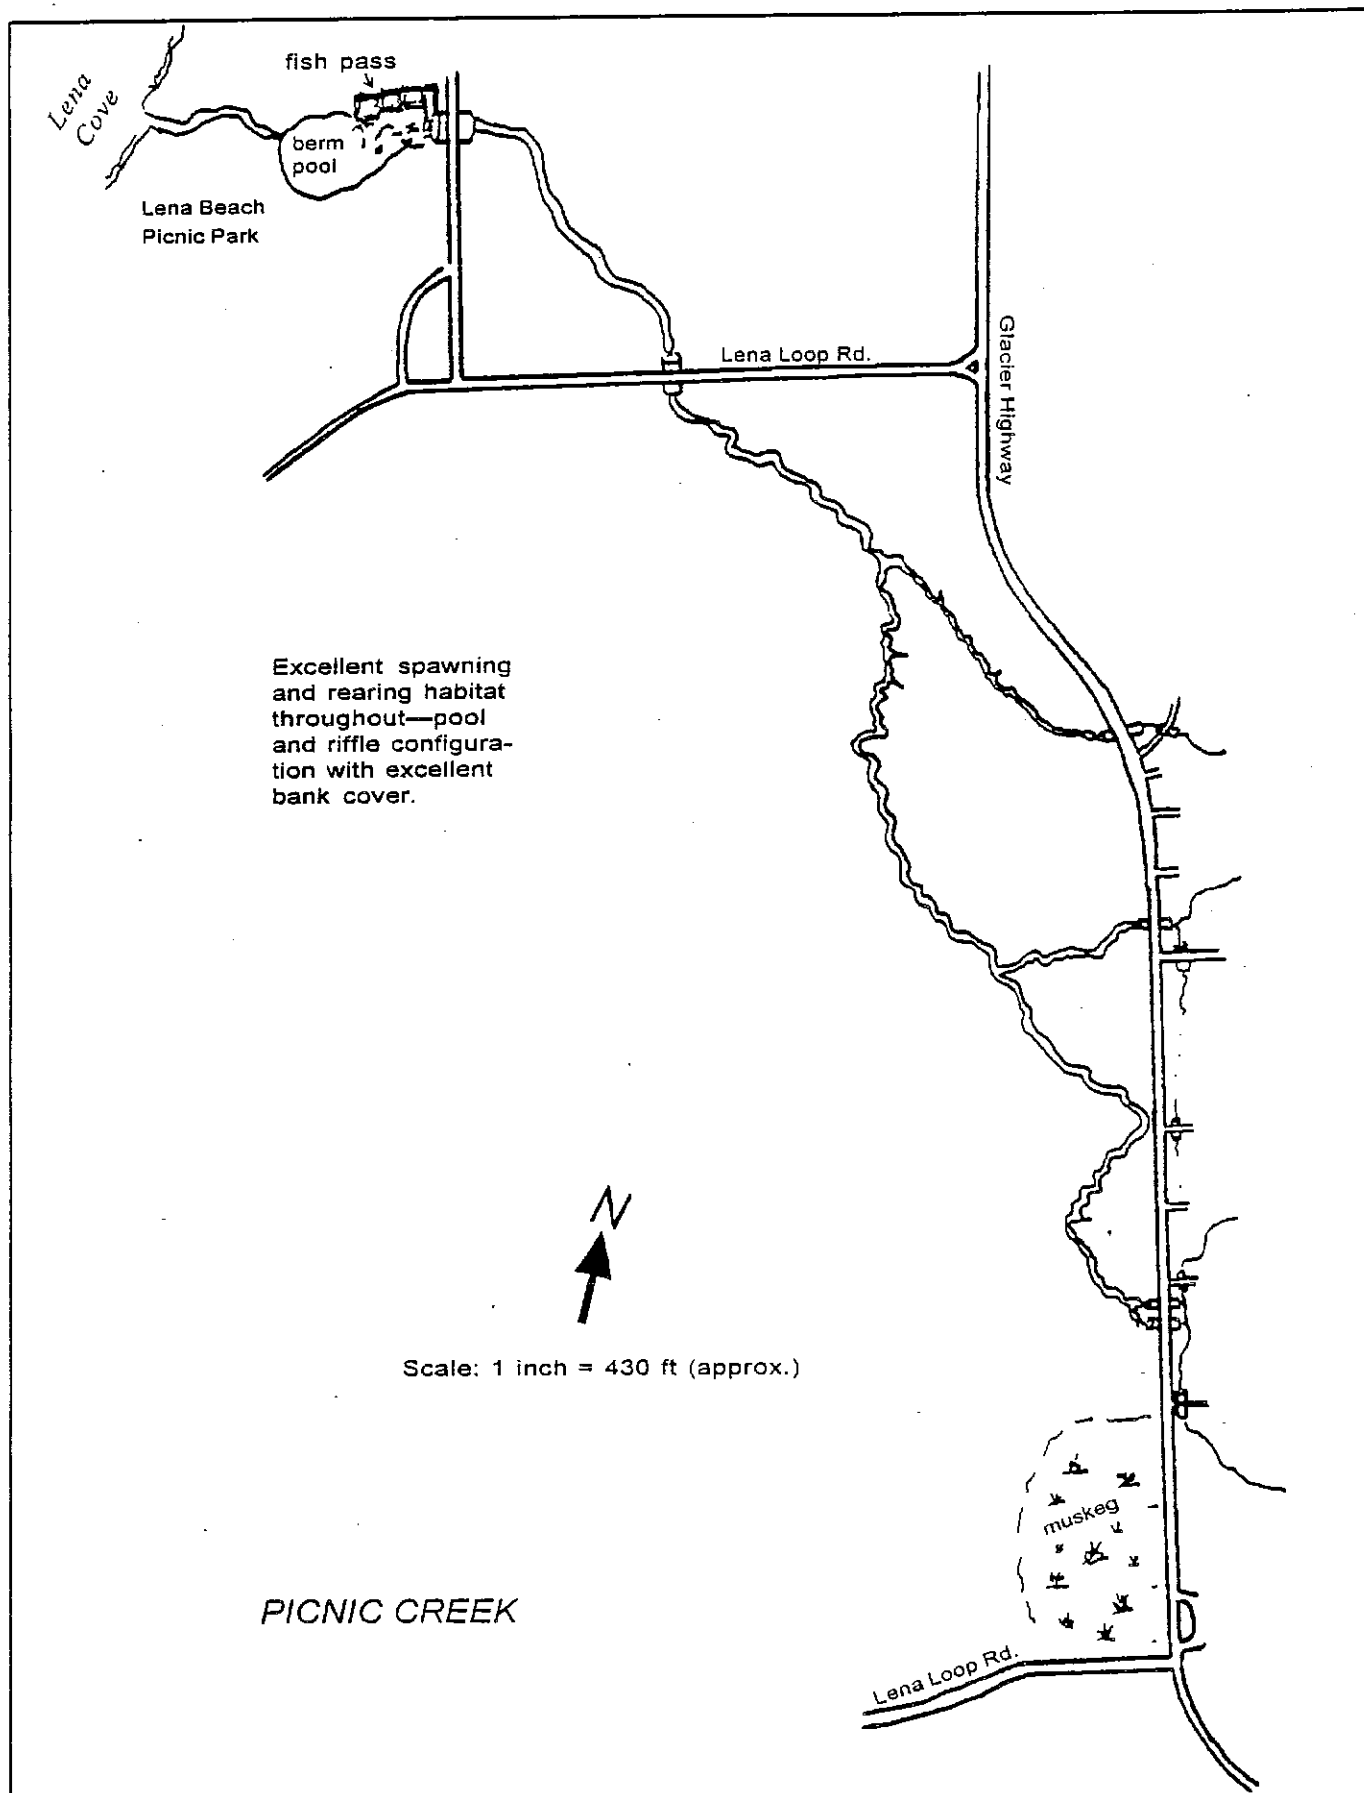 fish pass
Lena
Cove
berm
pool
Lena Beach
Picnic Park
Lena Loop Rd.
Glacier Highway
Excellent spawning
and rearing habitat
throughout—pool
and riffle configura-
tion with excellent
bank cover.
N
Scale: 1 inch = 430 ft (approx.)
muskeg
PICNIC CREEK
Lena Loop Rd.